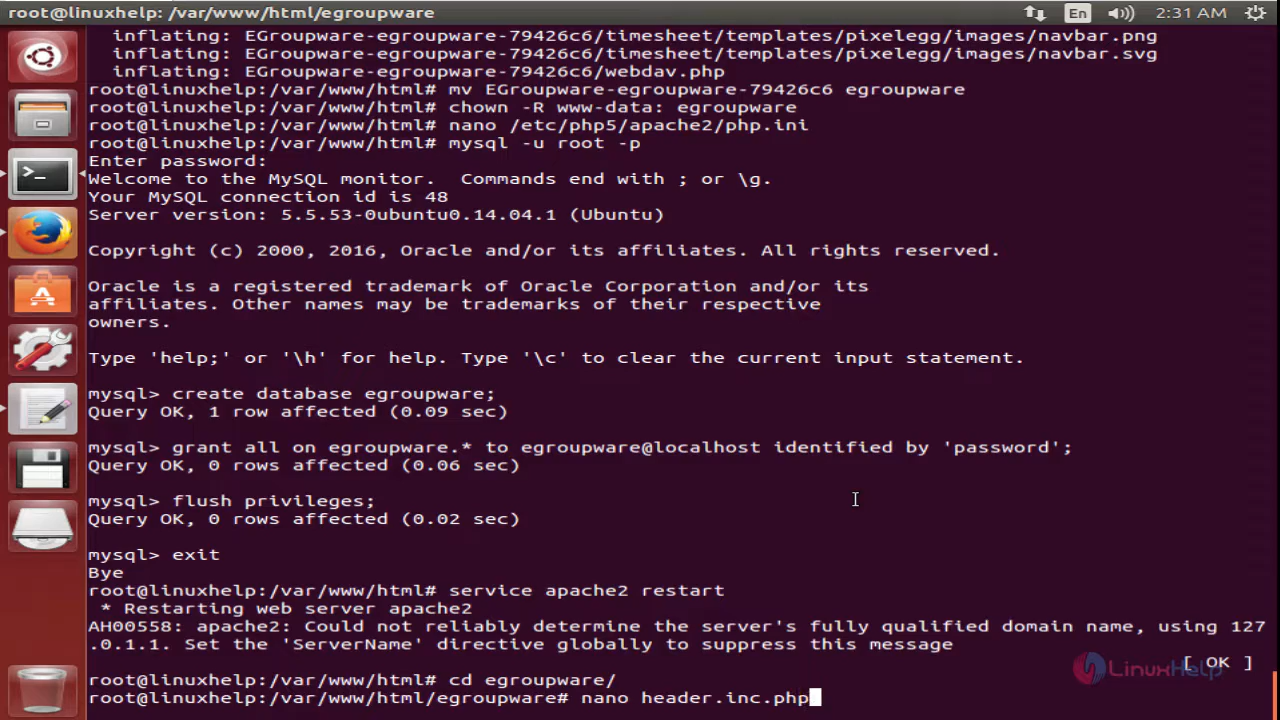 root@linuxhelp: /var/www/html/egroupware
En
2:31 AM
inflating: EGroupware-egroupware-79426c6/timesheet/templates/pixelegg/images/navbar.png
inflating: EGroupware-egroupware-79426c6/timesheet/templates/pixelegg/images/navbar.svg
inflating: EGroupware-egroupware-79426c6/webdav.php
root@linuxhelp:/var/www/html# mv EGroupware-egroupware-79426c6 egroupware
root@linuxhelp:/var/www/html# chown -R www-data: egroupware
root@linuxhelp:/var/www/html# nano /etc/php5/apache2/php.ini
root@linuxhelp:/var/www/html# mysql -u root -p
Enter password:
Welcome to the MySQL monitor.  Commands end with ; or \g.
Your MySQL connection id is 48
Server version: 5.5.53-0ubuntu0.14.04.1 (Ubuntu)
Copyright (c) 2000, 2016, Oracle and/or its affiliates. All rights reserved.
Oracle is a registered trademark of Oracle Corporation and/or its
affiliates. Other names may be trademarks of their respective
owners.
Type 'help;' or '\h' for help. Type '\c' to clear the current input statement.
mysql> create database egroupware;
Query OK, 1 row affected (0.09 sec)
mysql> grant all on egroupware.* to egroupware@localhost identified by 'password';
Query OK, 0 rows affected (0.06 sec)
mysql> flush privileges;
Query OK, 0 rows affected (0.02 sec)
mysql> exit
Bye
root@linuxhelp:/var/www/html# service apache2 restart
* Restarting web server apache2
AH00558: apache2: Could not reliably determine the server's fully qualified domain name, using 127
.0.1.1. Set the 'ServerName' directive globally to suppress this message
[ OK ]
LinuxHelp
root@linuxhelp:/var/www/html# cd egroupware/
root@linuxhelp:/var/www/html/egroupware# nano header.inc.php